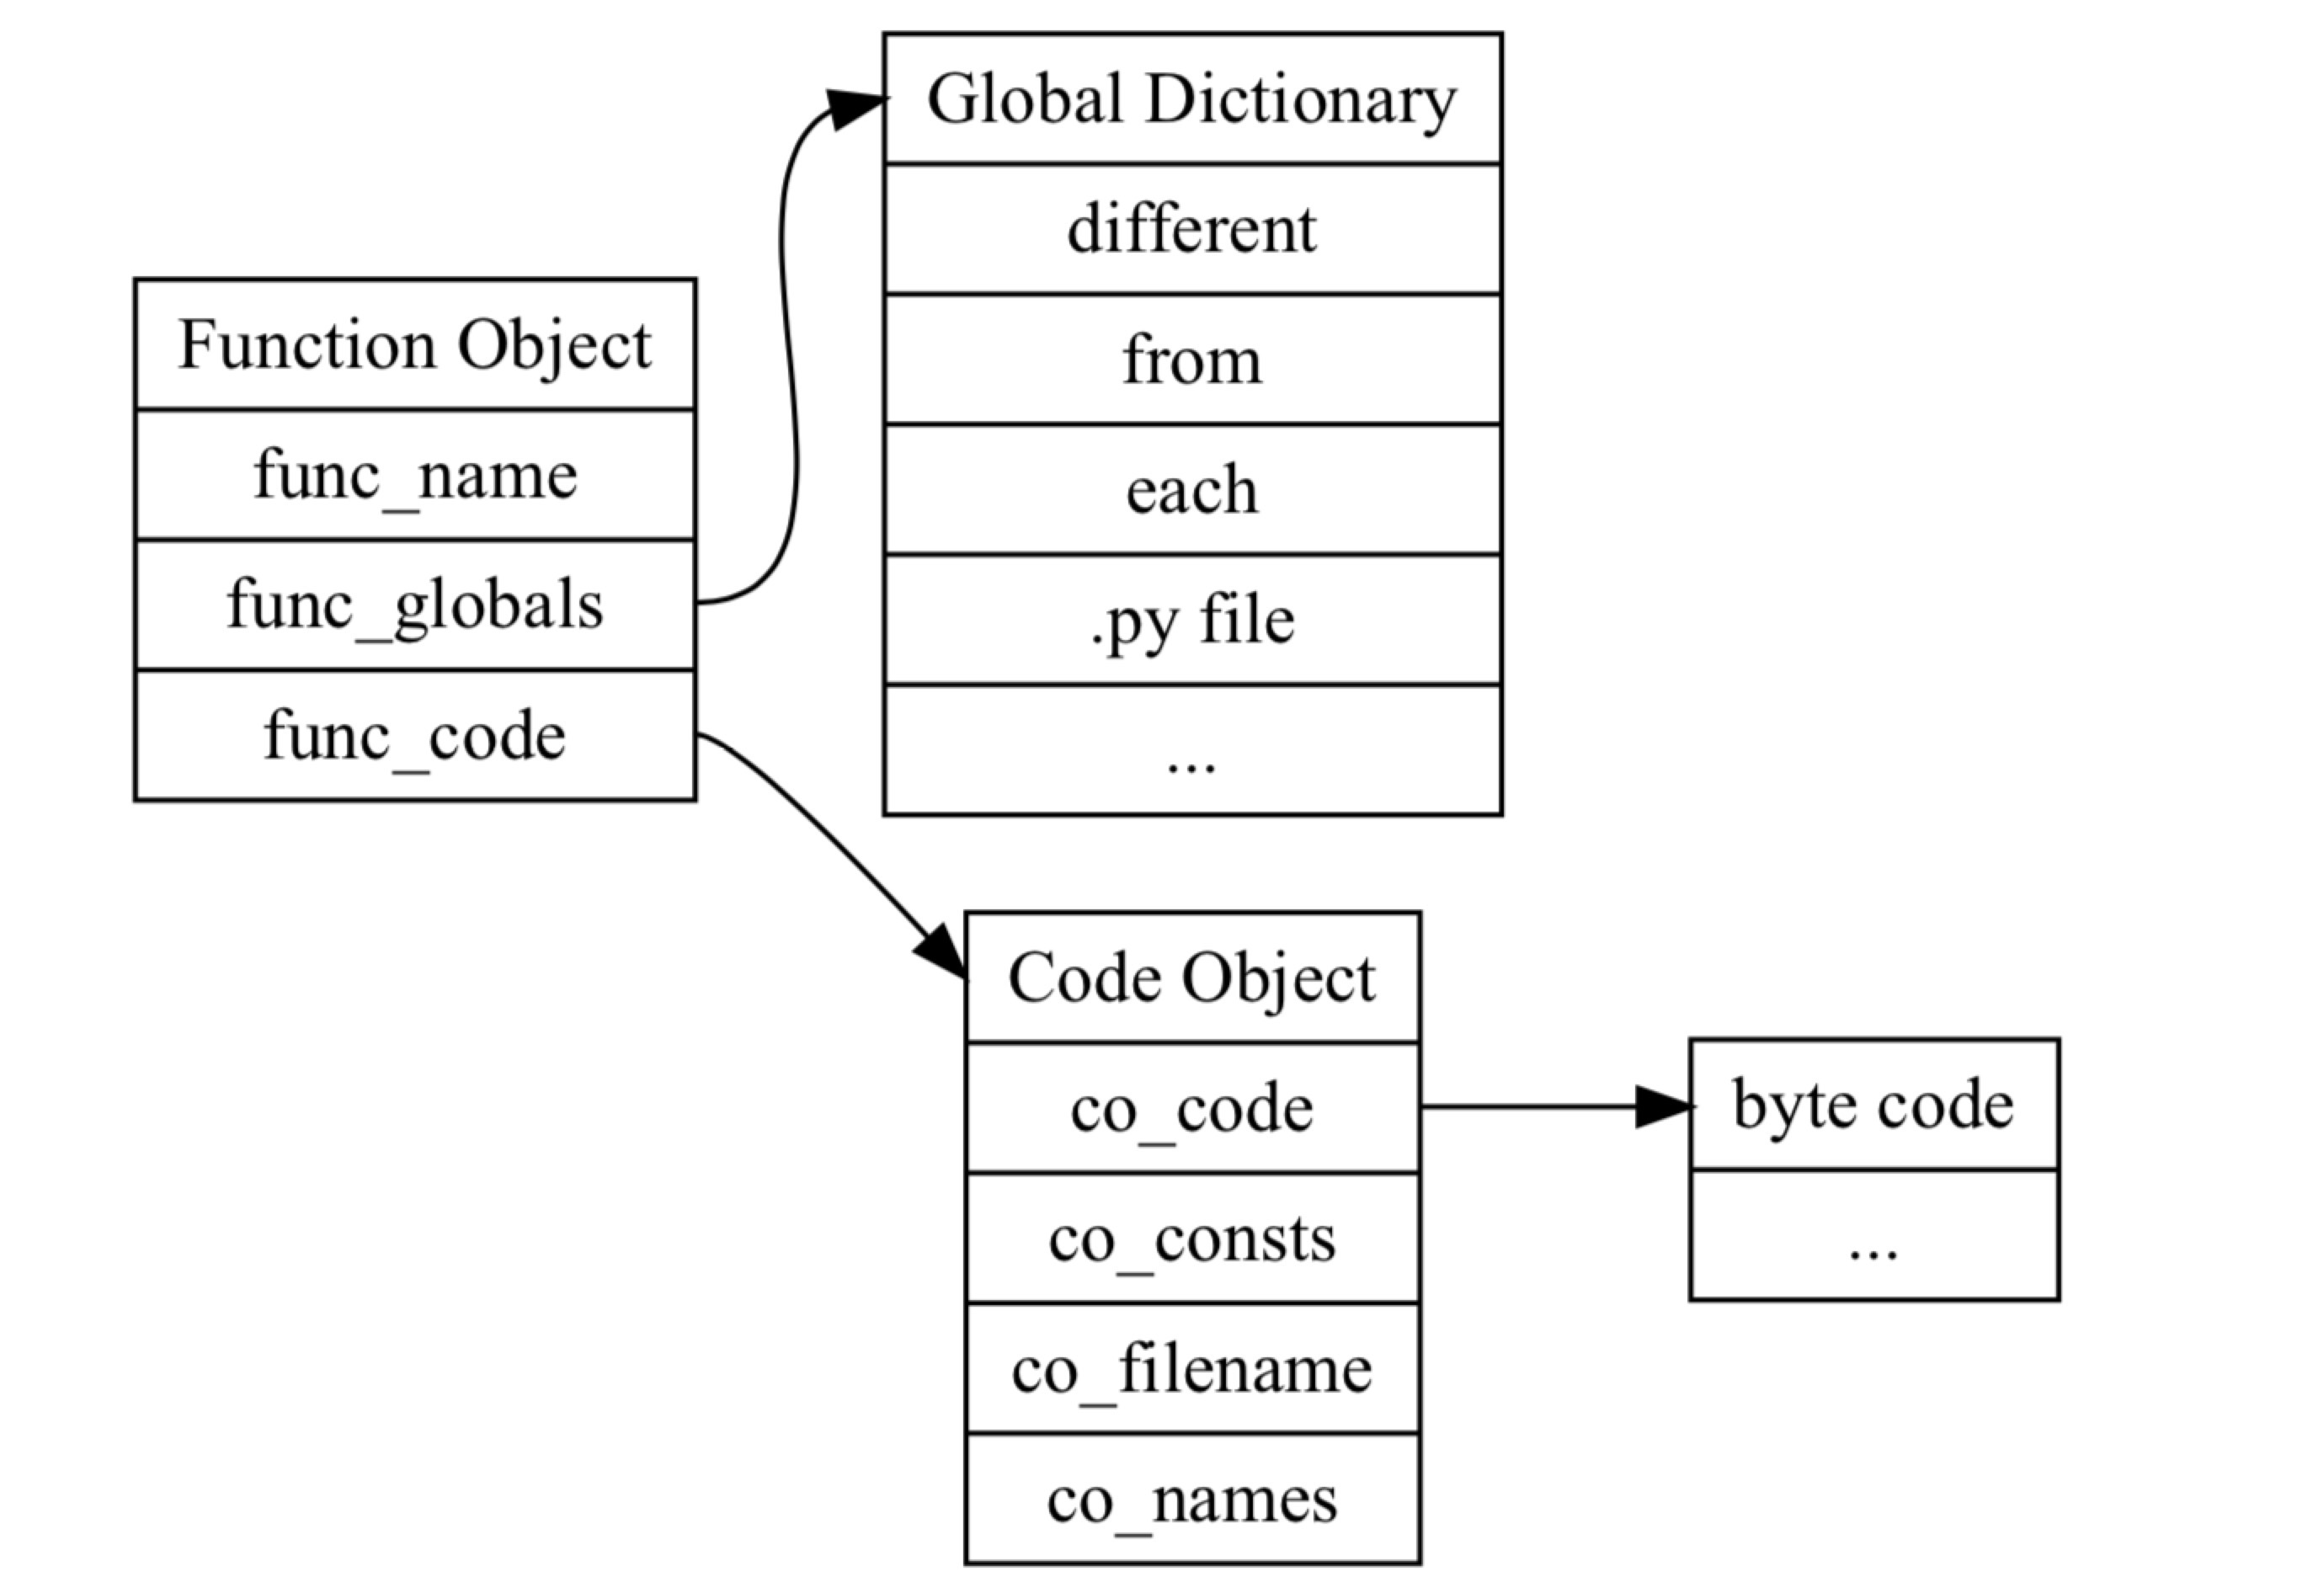 Function Object
func_name
func_globals
func_code
Global Dictionary
different
from
each
.py file
...
Code Object
co_code
co_consts
co_filename
co_names
byte code
...